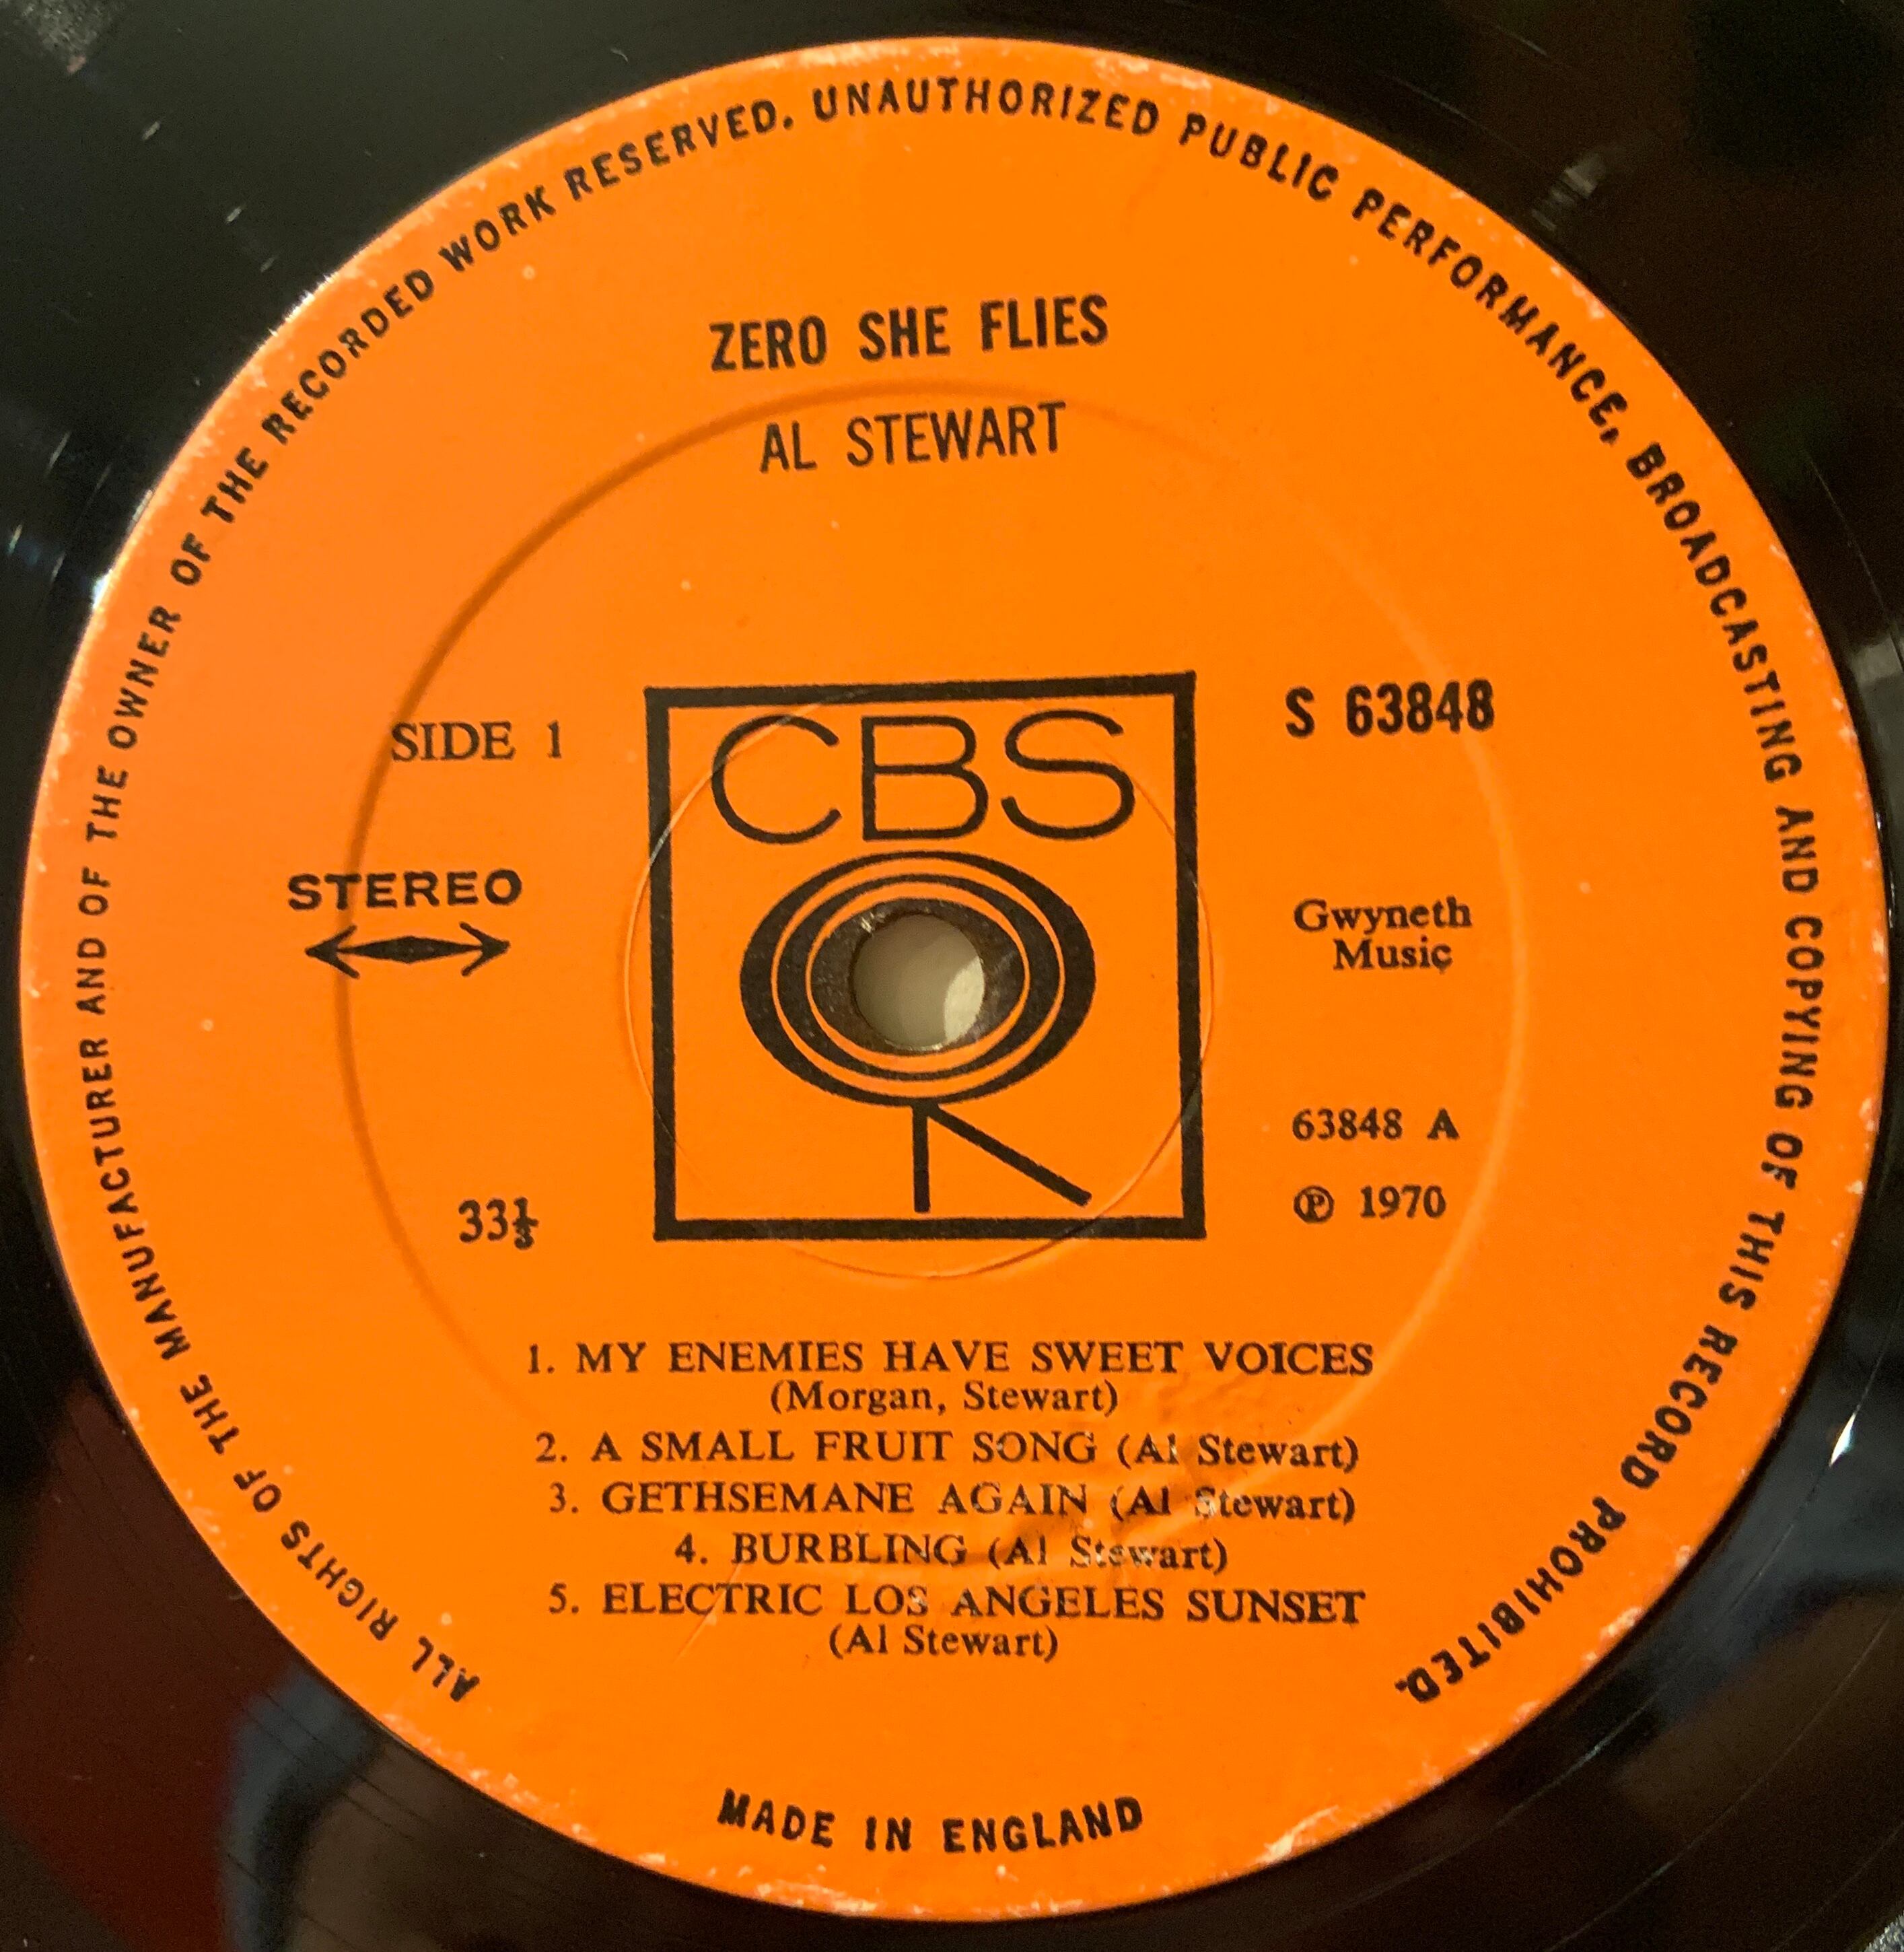 ALL RIGHTS OF THE MANUFACTURER AND OF THE OWNER OF THE RECORDED WORK RESERVED. UNAUTHORIZED PUBLIC PERFORMANCE, BROADCASTING AND COPYING OF THIS RECORD PROHIBITED.
ZERO SHE FLIES
AL STEWART
SIDE 1
STEREO
33⅓
CBS
S 63848
Gwyneth
Music
63848 A
℗ 1970
1. MY ENEMIES HAVE SWEET VOICES
(Morgan, Stewart)
2. A SMALL FRUIT SONG (Al Stewart)
3. GETHSEMANE AGAIN (Al Stewart)
4. BURBLING (Al Stewart)
5. ELECTRIC LOS ANGELES SUNSET
(Al Stewart)
MADE IN ENGLAND